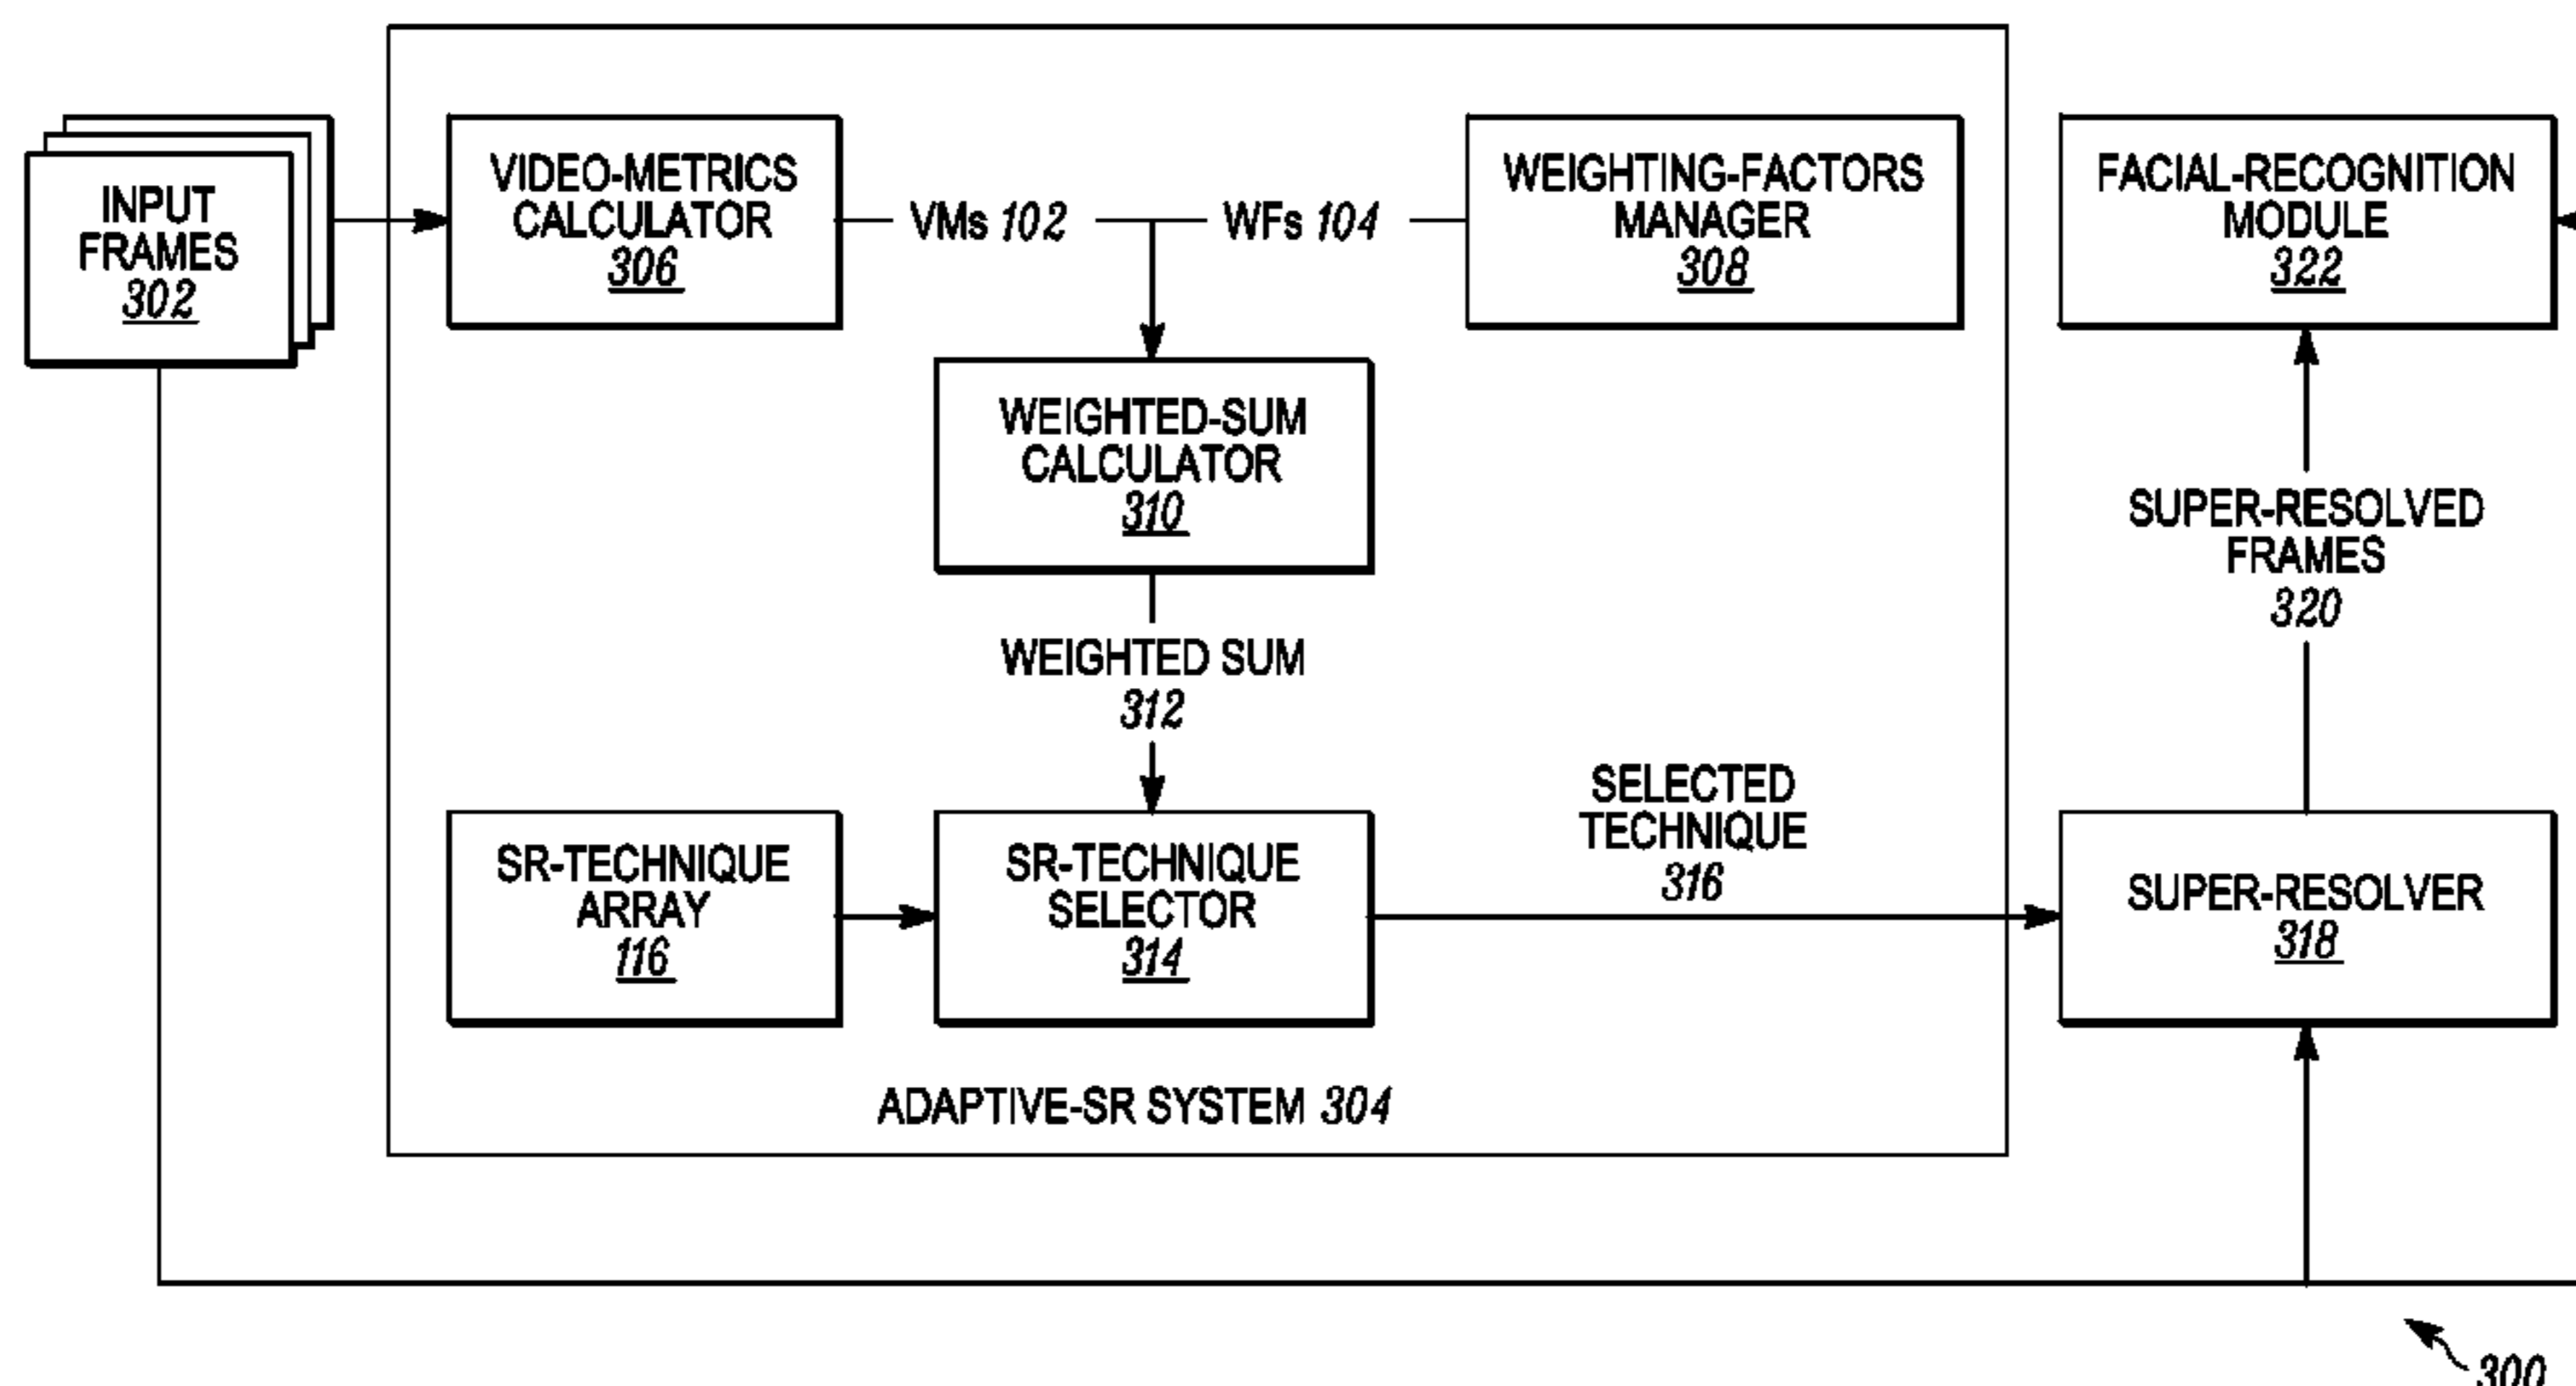 INPUT
FRAMES
302
VIDEO-METRICS
CALCULATOR
306
VMs 102
WFs 104
WEIGHTING-FACTORS
MANAGER
308
FACIAL-RECOGNITION
MODULE
322
WEIGHTED-SUM
CALCULATOR
310
SUPER-RESOLVED
FRAMES
320
WEIGHTED SUM
312
SR-TECHNIQUE
ARRAY
116
SR-TECHNIQUE
SELECTOR
314
SELECTED
TECHNIQUE
316
SUPER-RESOLVER
318
ADAPTIVE-SR SYSTEM 304
300